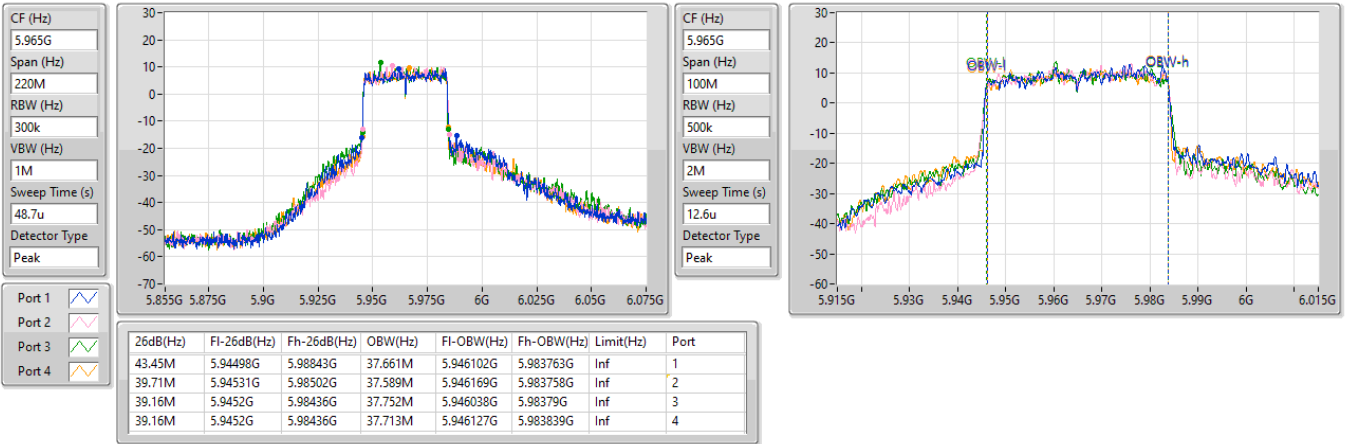 CF (Hz)
5.965G
Span (Hz)
220M
RBW (Hz)
300k
VBW (Hz)
1M
Sweep Time (s)
48.7u
Detector Type
Peak
30-
20-
10-
0-
-10-
-20-
-30-
-40-
-50-
-60-
-70-
5.855G 5.875G 5.9G 5.925G 5.95G 5.975G 6G 6.025G 6.05G 6.075G
CF (Hz)
5.965G
Span (Hz)
100M
RBW (Hz)
500k
VBW (Hz)
2M
Sweep Time (s)
12.6u
Detector Type
Peak
30-
20-
10-
0-
-10-
-20-
-30-
-40-
-50-
-60-
OBW-l OBW-h
5.915G 5.93G 5.94G 5.95G 5.96G 5.97G 5.98G 5.99G 6G 6.015G
Port 1
Port 2
Port 3
Port 4
26dB(Hz) Fl-26dB(Hz) Fh-26dB(Hz) OBW(Hz) Fl-OBW(Hz) Fh-OBW(Hz) Limit(Hz) Port
43.45M 5.94498G 5.98843G 37.661M 5.946102G 5.983763G Inf 1
39.71M 5.94531G 5.98502G 37.589M 5.946169G 5.983758G Inf 2
39.16M 5.9452G 5.98436G 37.752M 5.946038G 5.98379G Inf 3
39.16M 5.9452G 5.98436G 37.713M 5.946127G 5.983839G Inf 4